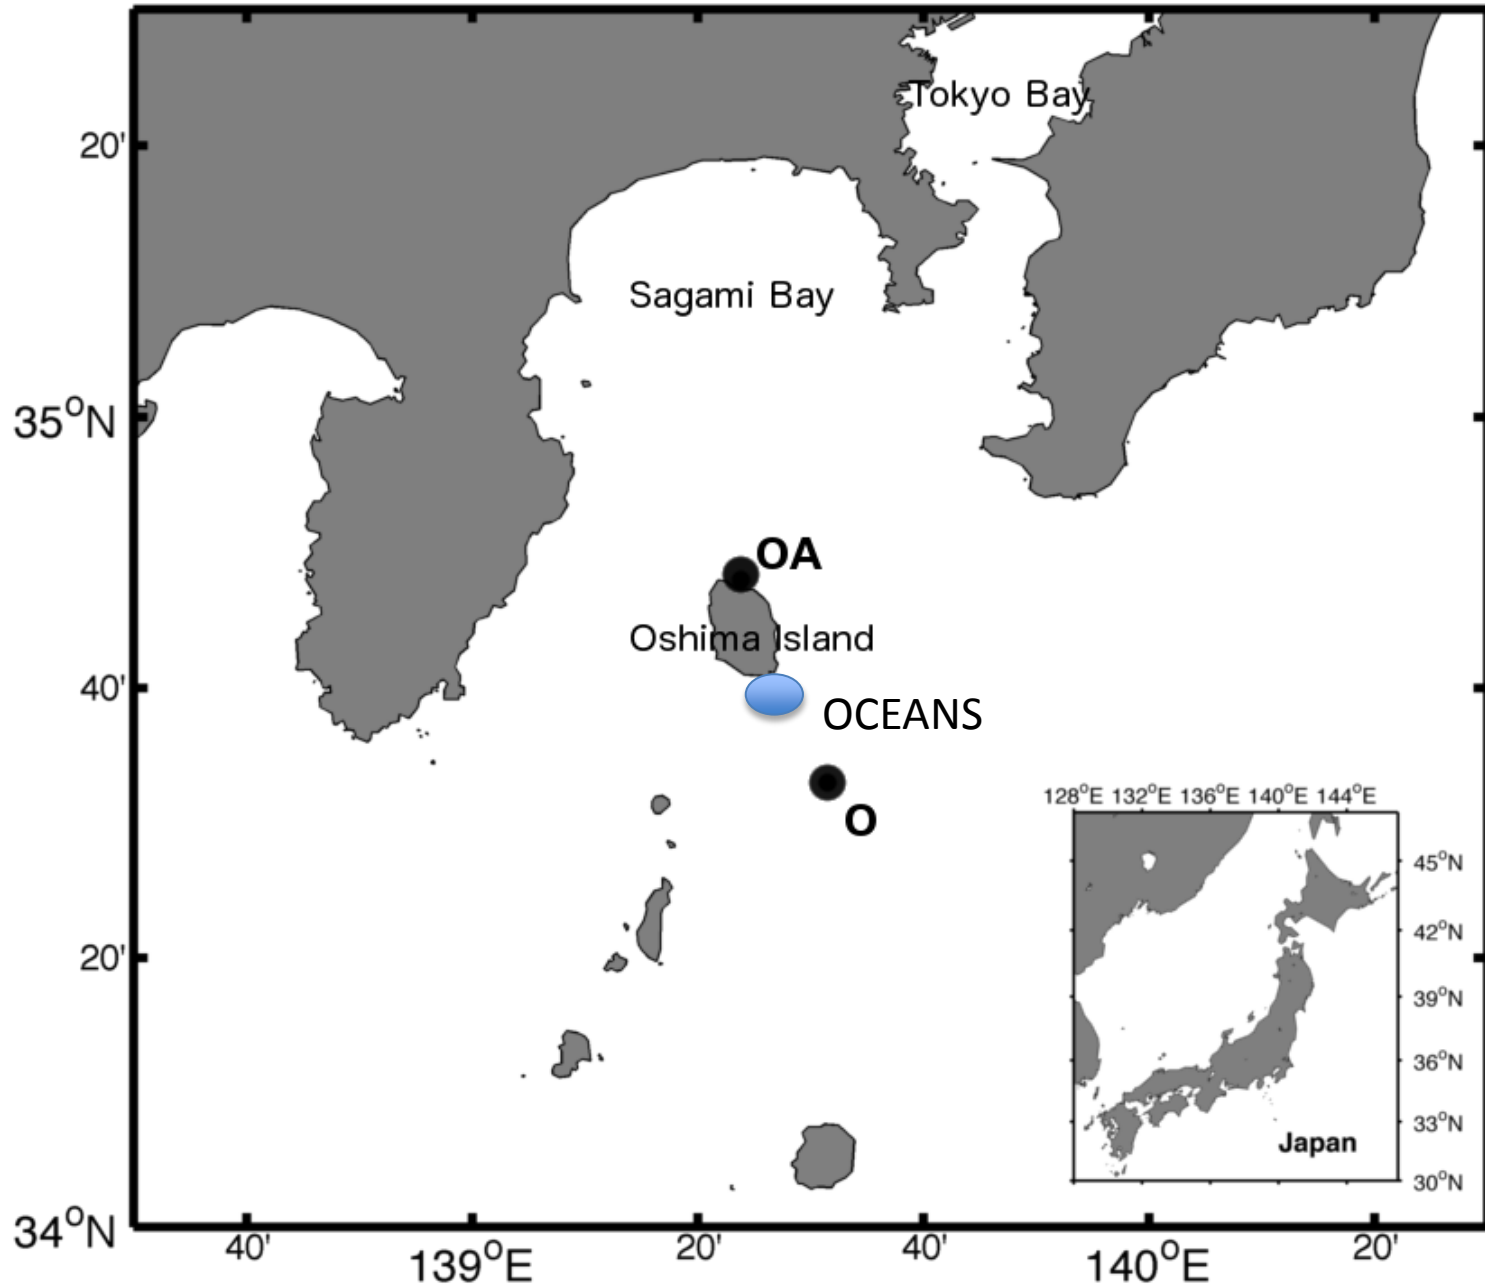 Tokyo Bay
20'
Sagami Bay
35°N
OA
Oshima Island
40'
OCEANS
O
128°E 132°E 136°E 140°E 144°E
45°N
42°N
20'
39°N
36°N
33°N
Japan
30°N
34°N
40' 139°E 20' 40' 140°E 20'